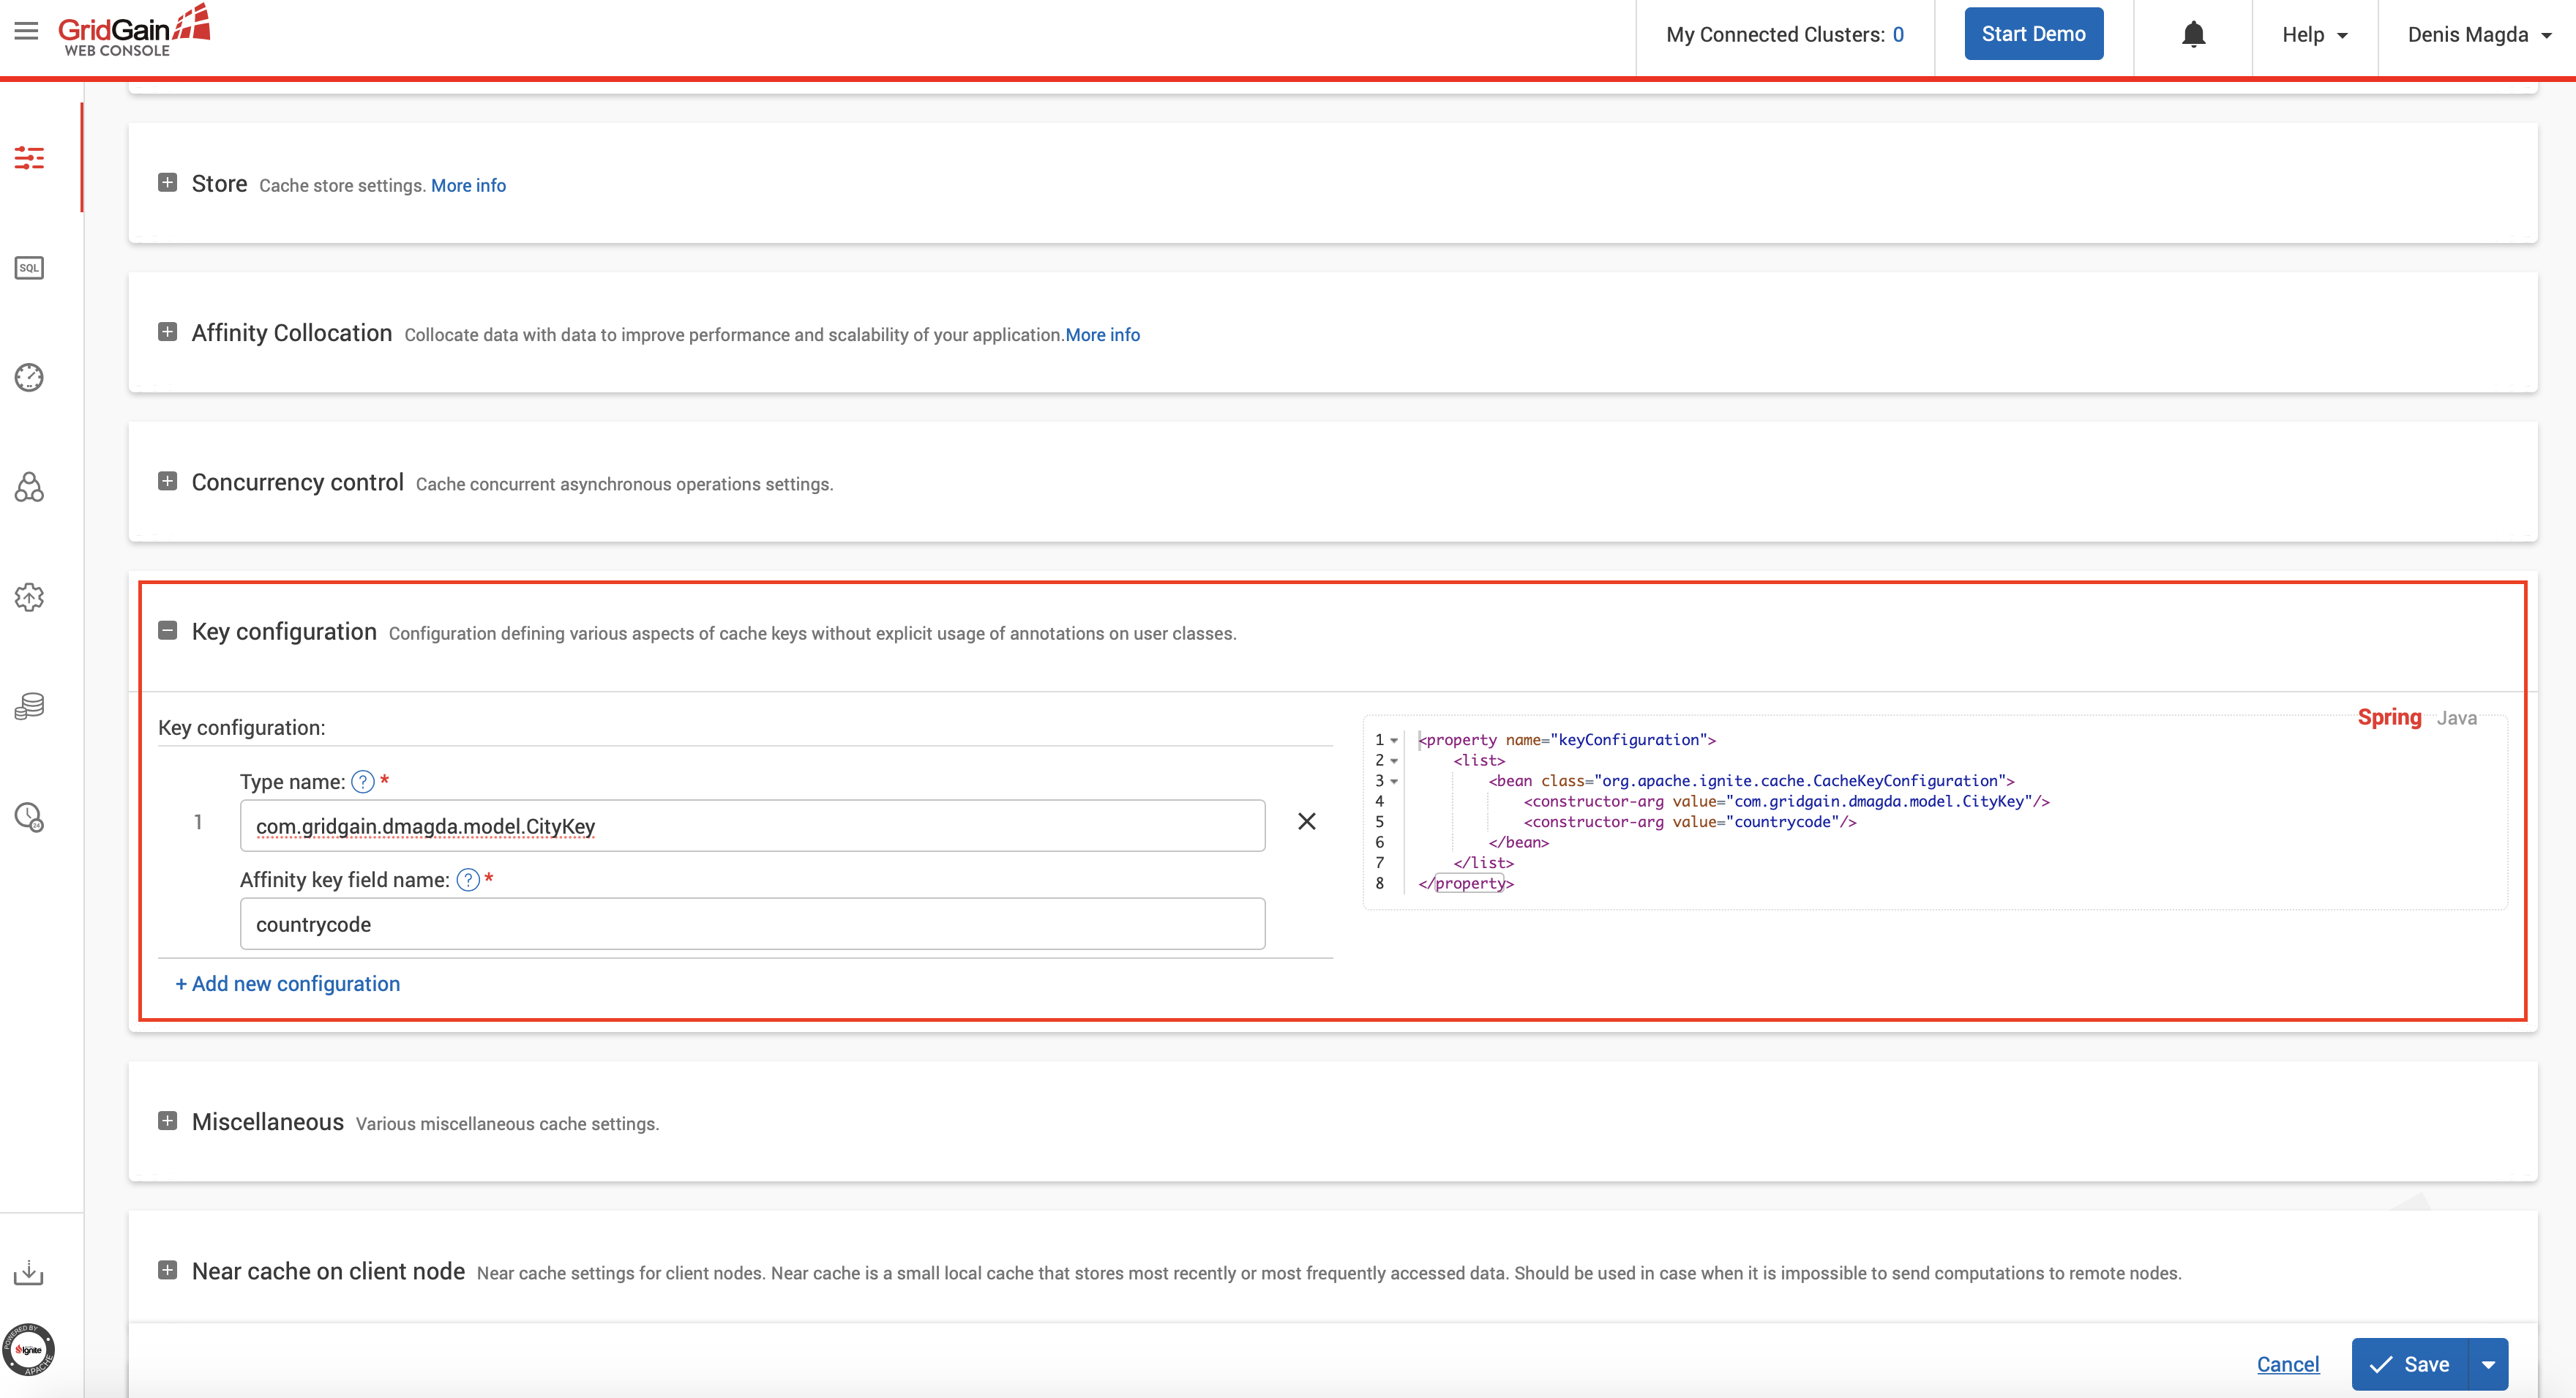 GridGain
WEB CONSOLE
My Connected Clusters: 0
Start Demo
Help
Denis Magda
SQL
24
Store Cache store settings. More info
Affinity Collocation Collocate data with data to improve performance and scalability of your application.More info
Concurrency control Cache concurrent asynchronous operations settings.
Key configuration Configuration defining various aspects of cache keys without explicit usage of annotations on user classes.
Key configuration:
Type name: ? *
1
com.gridgain.dmagda.model.CityKey
Affinity key field name: ? *
countrycode
+ Add new configuration
Spring Java
1 <property name="keyConfiguration">
2 <list>
3 <bean class="org.apache.ignite.cache.CacheKeyConfiguration">
4 <constructor-arg value="com.gridgain.dmagda.model.CityKey"/>
5 <constructor-arg value="countrycode"/>
6 </bean>
7 </list>
8 </property>
Miscellaneous Various miscellaneous cache settings.
Near cache on client node Near cache settings for client nodes. Near cache is a small local cache that stores most recently or most frequently accessed data. Should be used in case when it is impossible to send computations to remote nodes.
POWERED BY
Ignite
APACHE
Cancel
Save